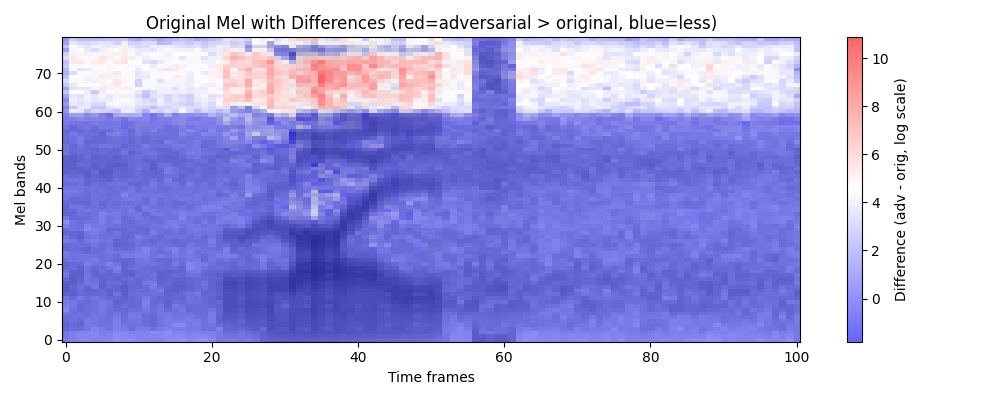 Original Mel with Differences (red=adversarial > original, blue=less)
Mel bands
70
60
50
40
30
20
10
0
0 20 40 60 80 100
Time frames
10
8
6
4
2
0
Difference (adv - orig, log scale)